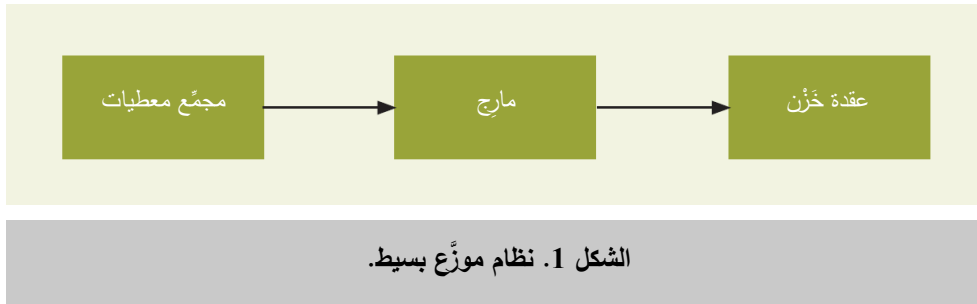 مجمِّع معطيات
مارِج
عقدة خَزْن
الشكل 1. نظام موزَّع بسيط.